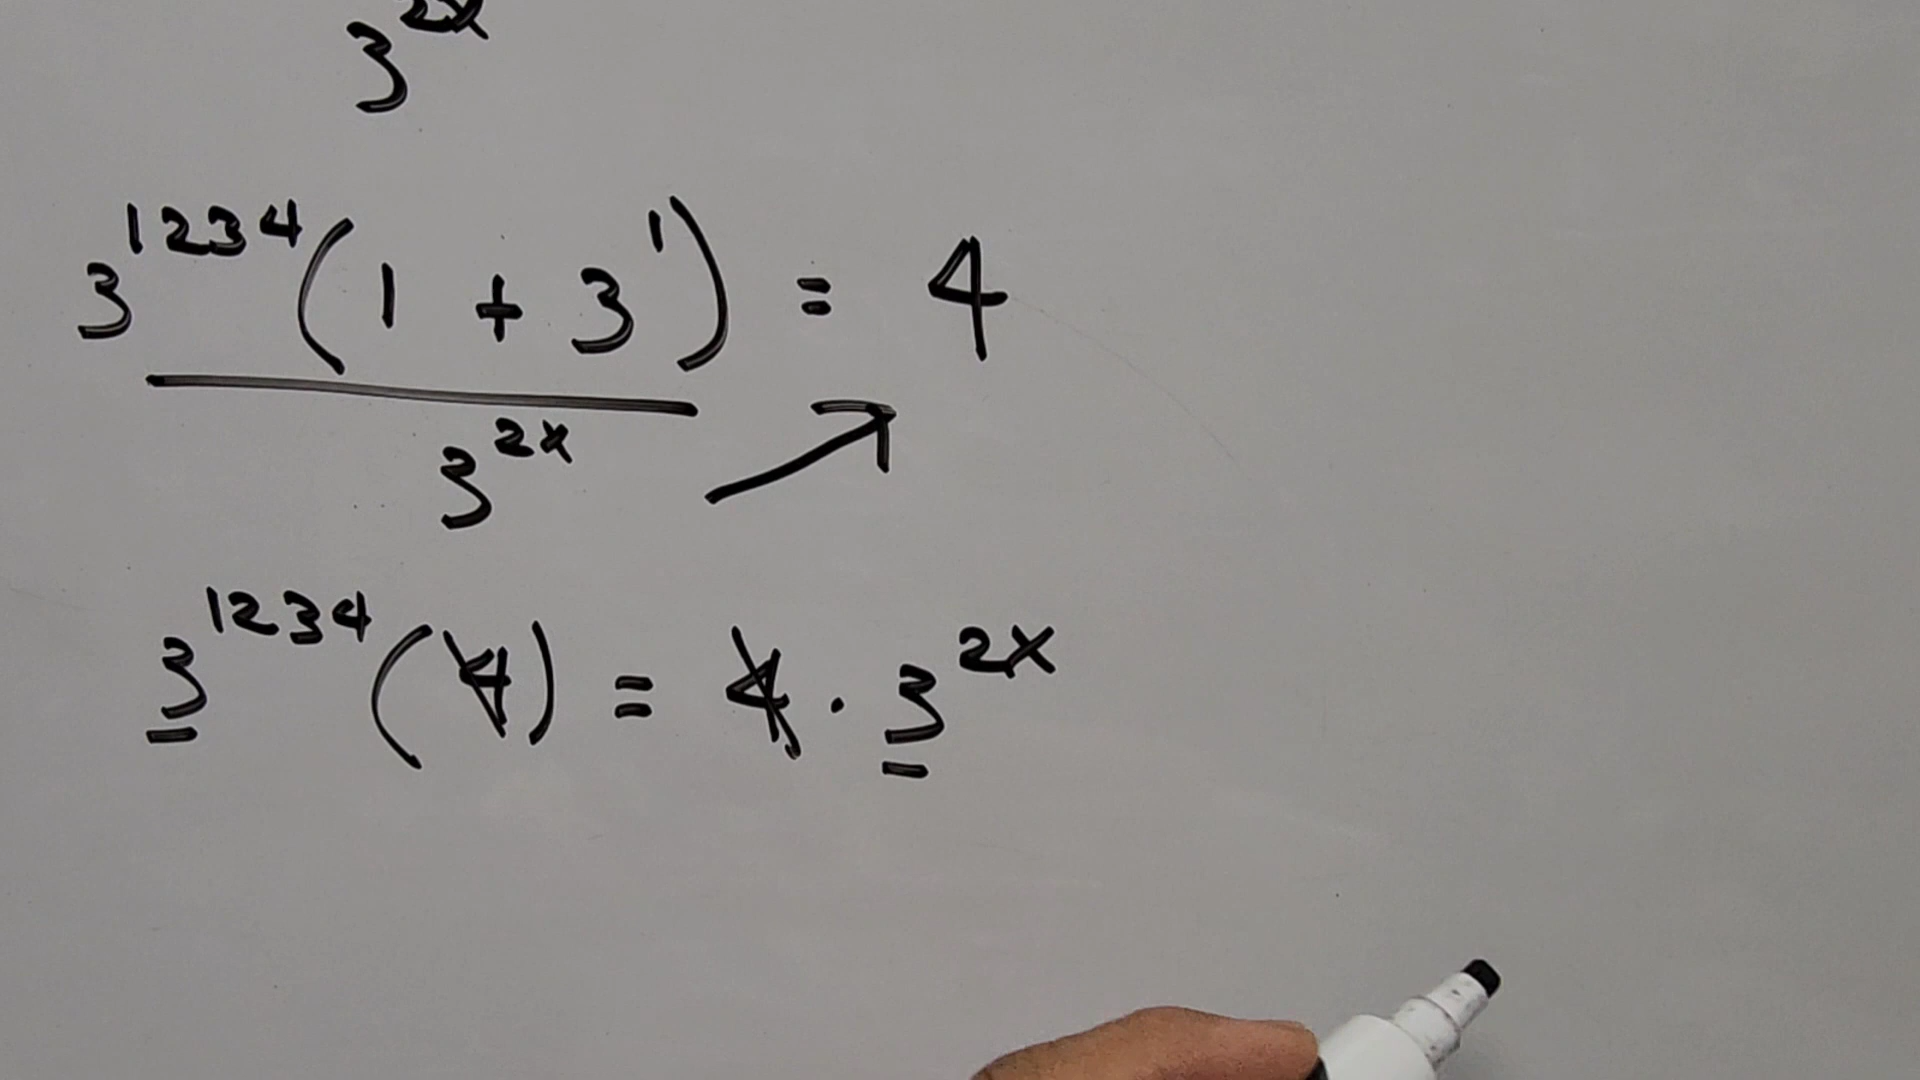 3^{2x}
3^{1234}(1 + 3^1) = 4
3^{2x}
3^{1234}(4) = 4 · 3^{2x}